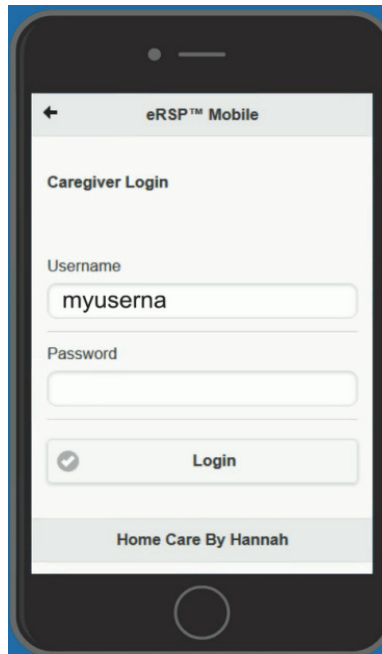 eRSP™ Mobile
Caregiver Login
Username
myuserna
Password
Login
Home Care By Hannah